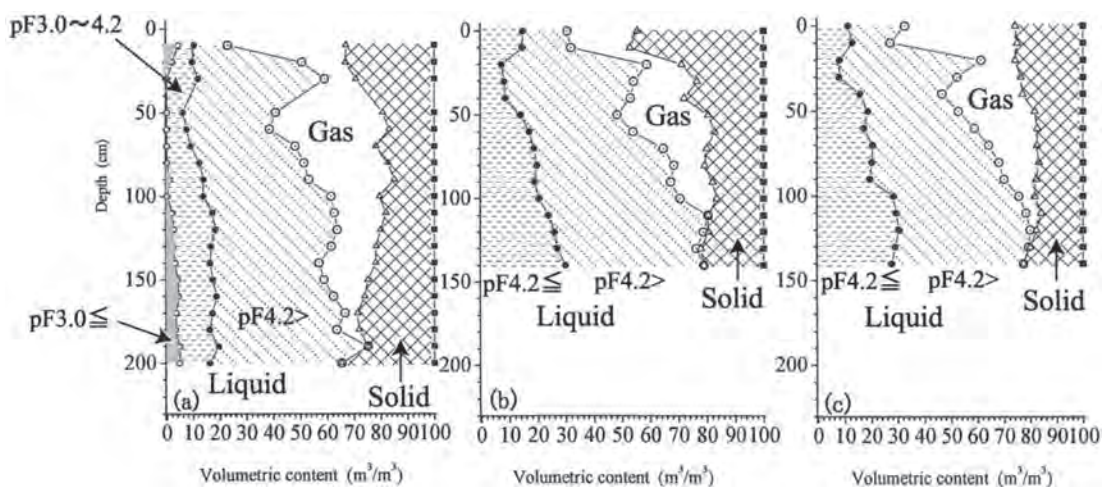 pF3.0～4.2
pF3.0≦
Depth (cm)
0
50
100
150
200
Gas
pF4.2>
Liquid
Solid
(a)
0 10 20 30 40 50 60 70 80 90 100
Volumetric content (m³/m³)
0
50
100
150
200
Gas
pF4.2≦ pF4.2>
Liquid
Solid
(b)
0 10 20 30 40 50 60 70 80 90 100
Volumetric content (m³/m³)
0
50
100
150
200
Gas
pF4.2≦ pF4.2>
Liquid
Solid
(c)
0 10 20 30 40 50 60 70 80 90 100
Volumetric content (m³/m³)